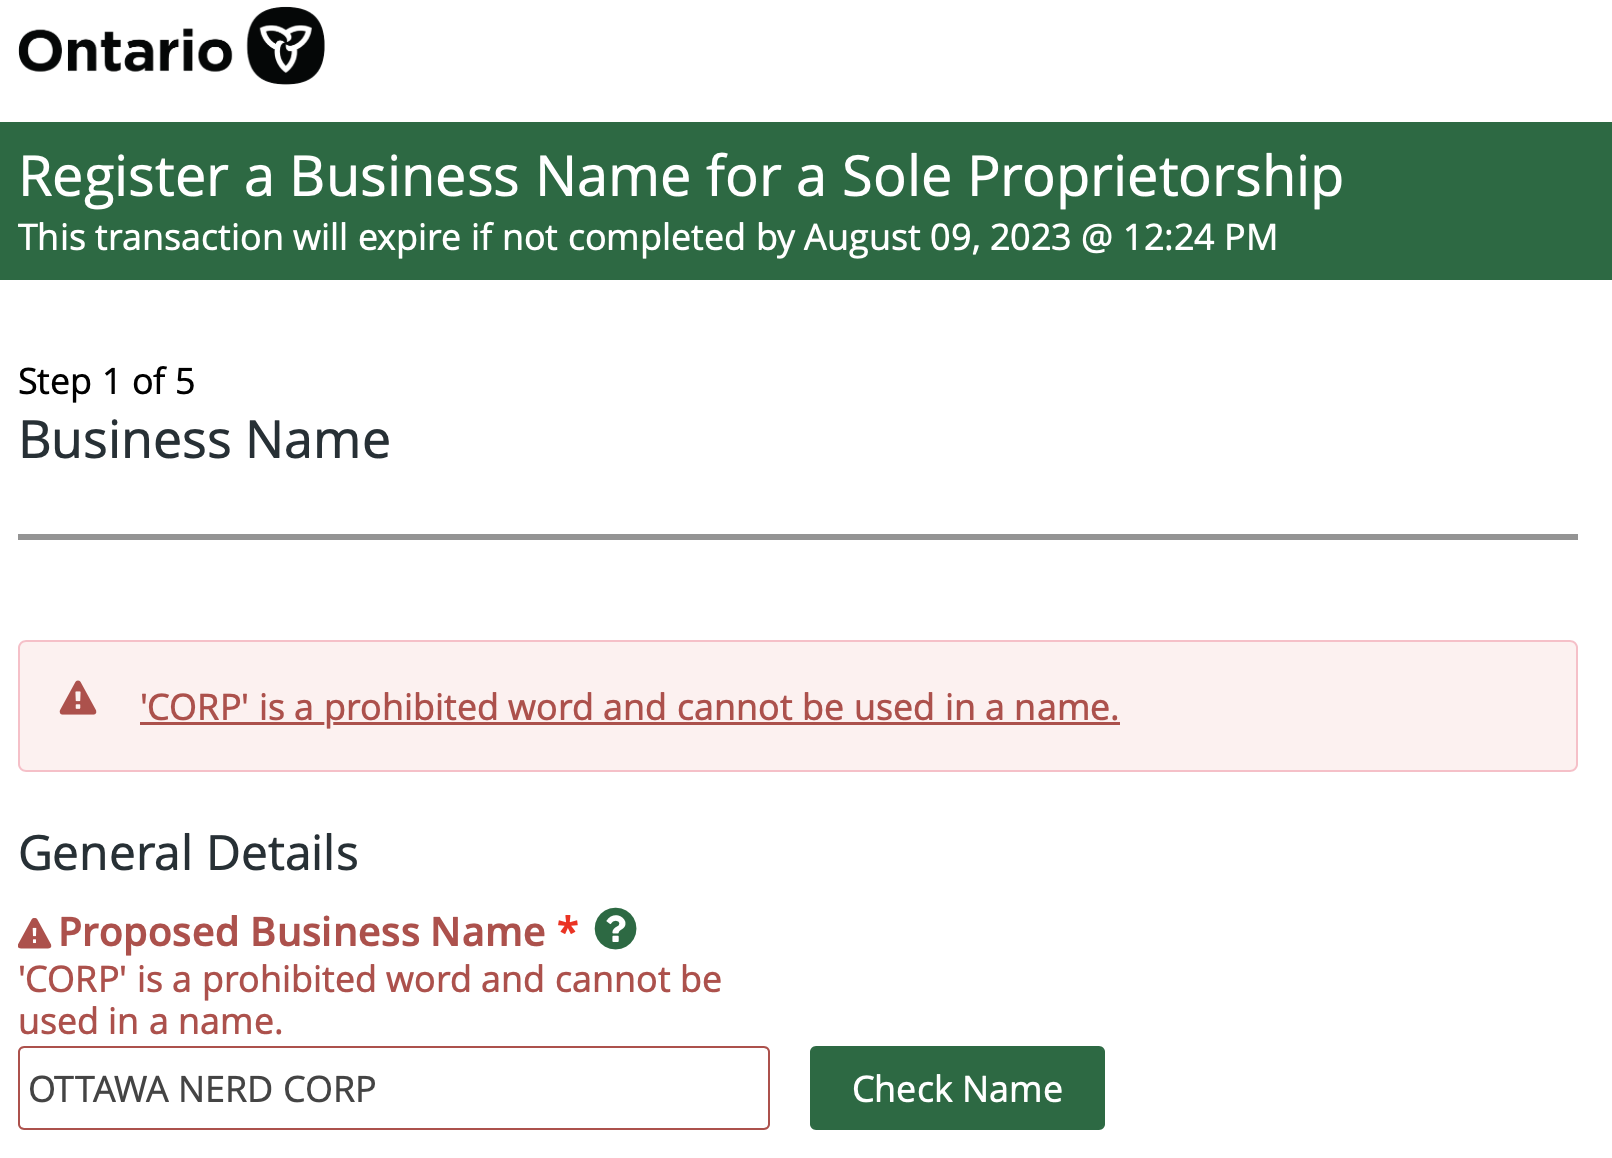 Ontario
Register a Business Name for a Sole Proprietorship
This transaction will expire if not completed by August 09, 2023 @ 12:24 PM
Step 1 of 5
Business Name
'CORP' is a prohibited word and cannot be used in a name.
General Details
Proposed Business Name * ?
'CORP' is a prohibited word and cannot be
used in a name.
OTTAWA NERD CORP
Check Name